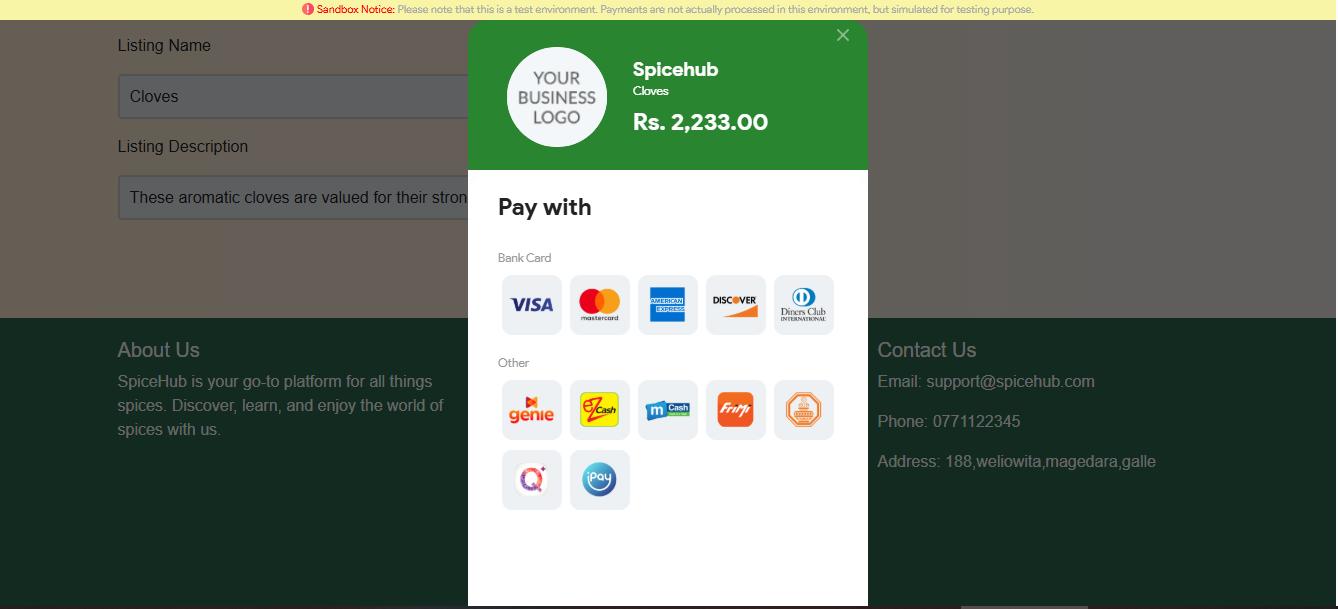 Sandbox Notice: Please note that this is a test environment. Payments are not actually processed in this environment, but simulated for testing purpose.
Listing Name
Cloves
Listing Description
These aromatic cloves are valued for their stron
YOUR
BUSINESS
LOGO
Spicehub
Cloves
Rs. 2,233.00
Pay with
Bank Card
VISA
mastercard
AMERICAN
EXPRESS
DISCOVER
Diners Club
INTERNATIONAL
Other
genie
eZ Cash
m Cash
FriMi
Q+
iPay
About Us
SpiceHub is your go-to platform for all things
spices. Discover, learn, and enjoy the world of
spices with us.
Contact Us
Email: support@spicehub.com
Phone: 0771122345
Address: 188,weliowita,magedara,galle